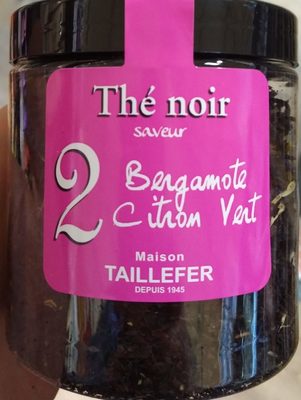 Thé noir
saveur
2 Bergamote
Citron Vert
Maison
TAILLEFER
DEPUIS 1945